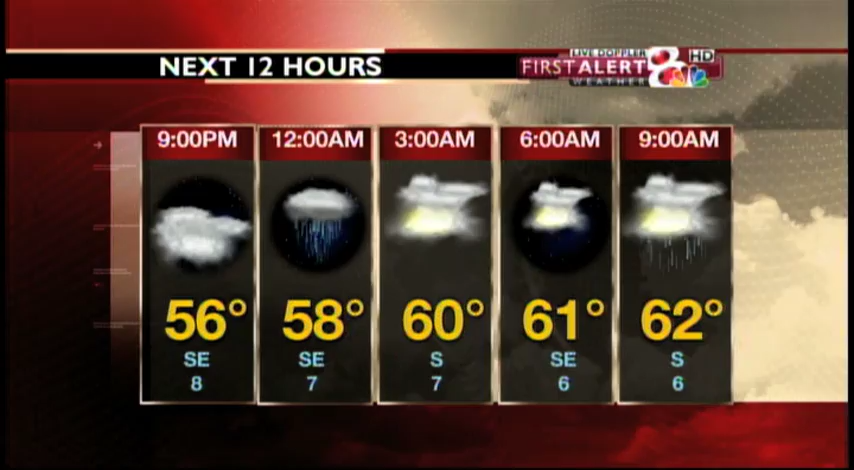 NEXT 12 HOURS
LIVE DOPPLER
FIRST ALERT 8 HD
WEATHER
9:00PM 12:00AM 3:00AM 6:00AM 9:00AM
56° 58° 60° 61° 62°
SE SE S SE S
8 7 7 6 6